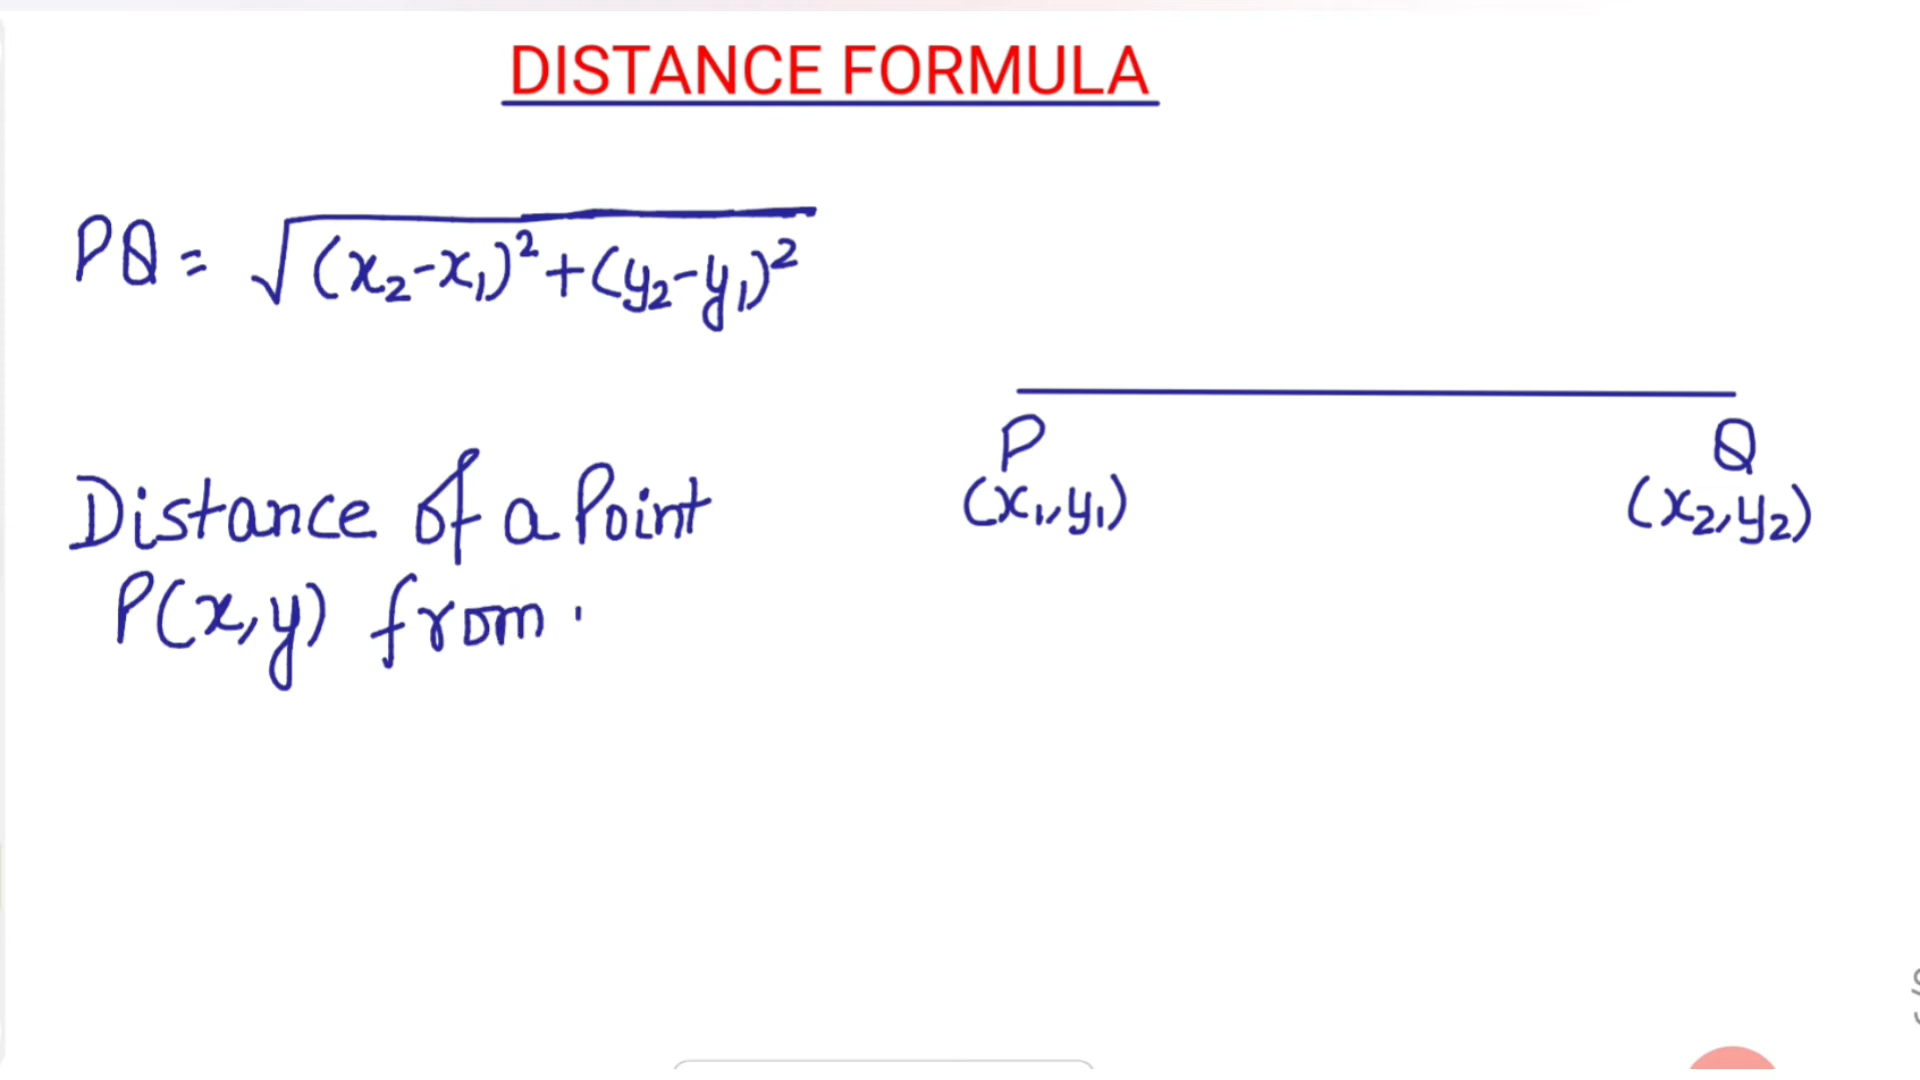 DISTANCE FORMULA
PQ = √(x₂-x₁)²+(y₂-y₁)²
P
Q
(x₁,y₁)
(x₂,y₂)
Distance of a Point
P(x,y) from